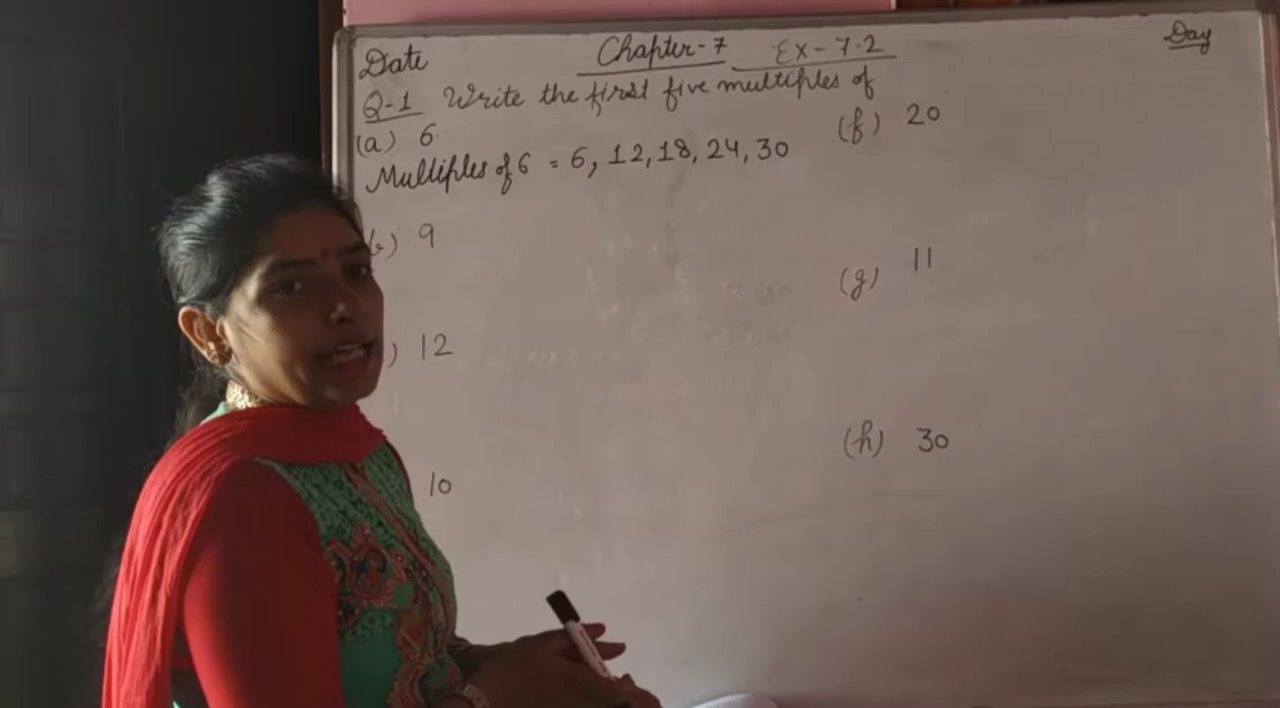 Date Chapter-7 Ex-7.2 Day
Q-1 Write the first five multiples of
(a) 6
Multiples of 6 = 6, 12, 18, 24, 30
(b) 9
) 12
10
(f) 20
(g) 11
(h) 30